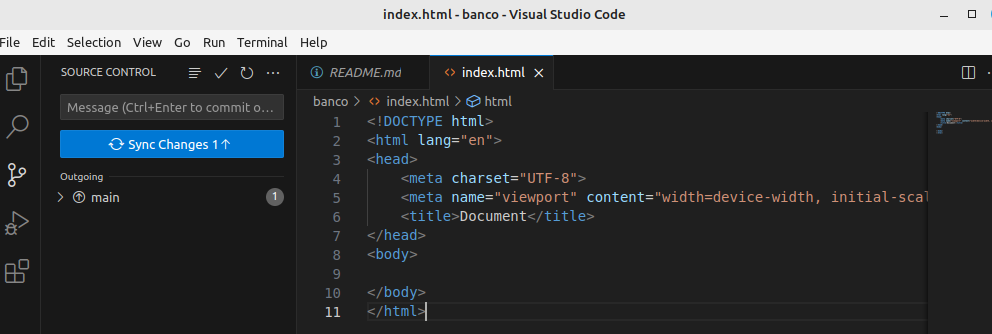 index.html - banco - Visual Studio Code
File Edit Selection View Go Run Terminal Help
SOURCE CONTROL
Message (Ctrl+Enter to commit o...
Sync Changes 1↑
Outgoing
main 1
README.md index.html
banco > index.html > html
1 <!DOCTYPE html>
2 <html lang="en">
3 <head>
4 <meta charset="UTF-8">
5 <meta name="viewport" content="width=device-width, initial-scal
6 <title>Document</title>
7 </head>
8 <body>
9
10 </body>
11 </html>